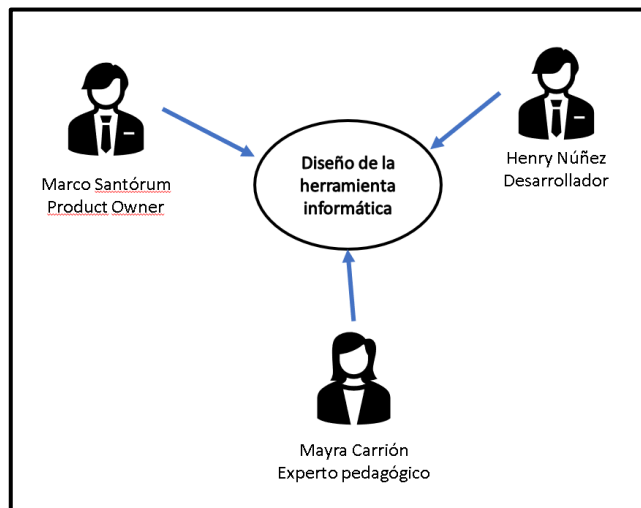 Marco Santórum
Product Owner
Diseño de la
herramienta
informática
Henry Núñez
Desarrollador
Mayra Carrión
Experto pedagógico